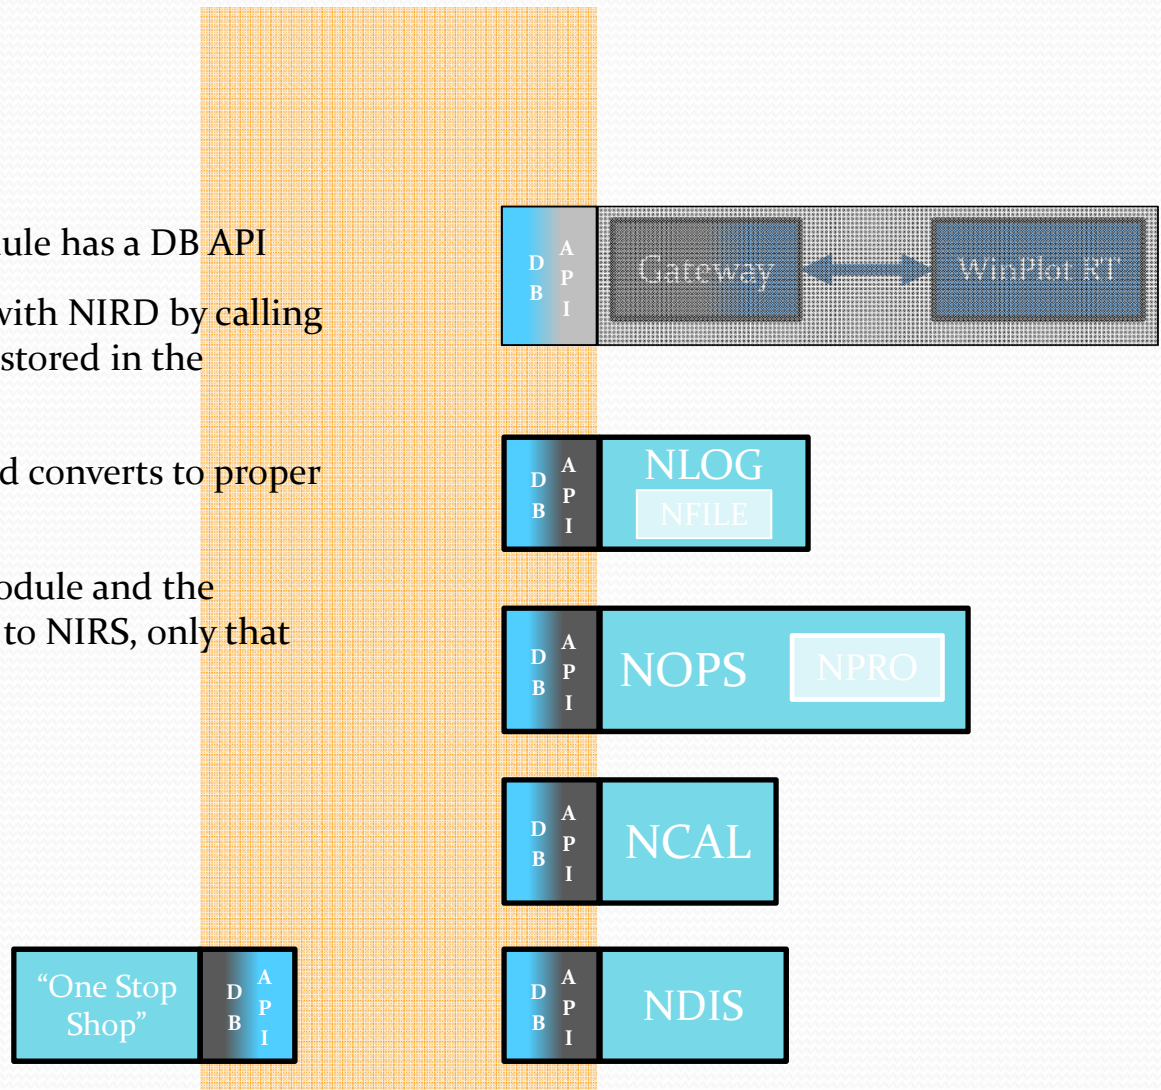 ule has a DB API
with NIRD by calling
stored in the
d converts to proper
odule and the
to NIRS, only that
DB API
Gateway
WinPlot RT
DB API
NLOG
NFILE
DB API
NOPS
NPRO
DB API
NCAL
“One Stop
Shop”
DB API
DB API
NDIS